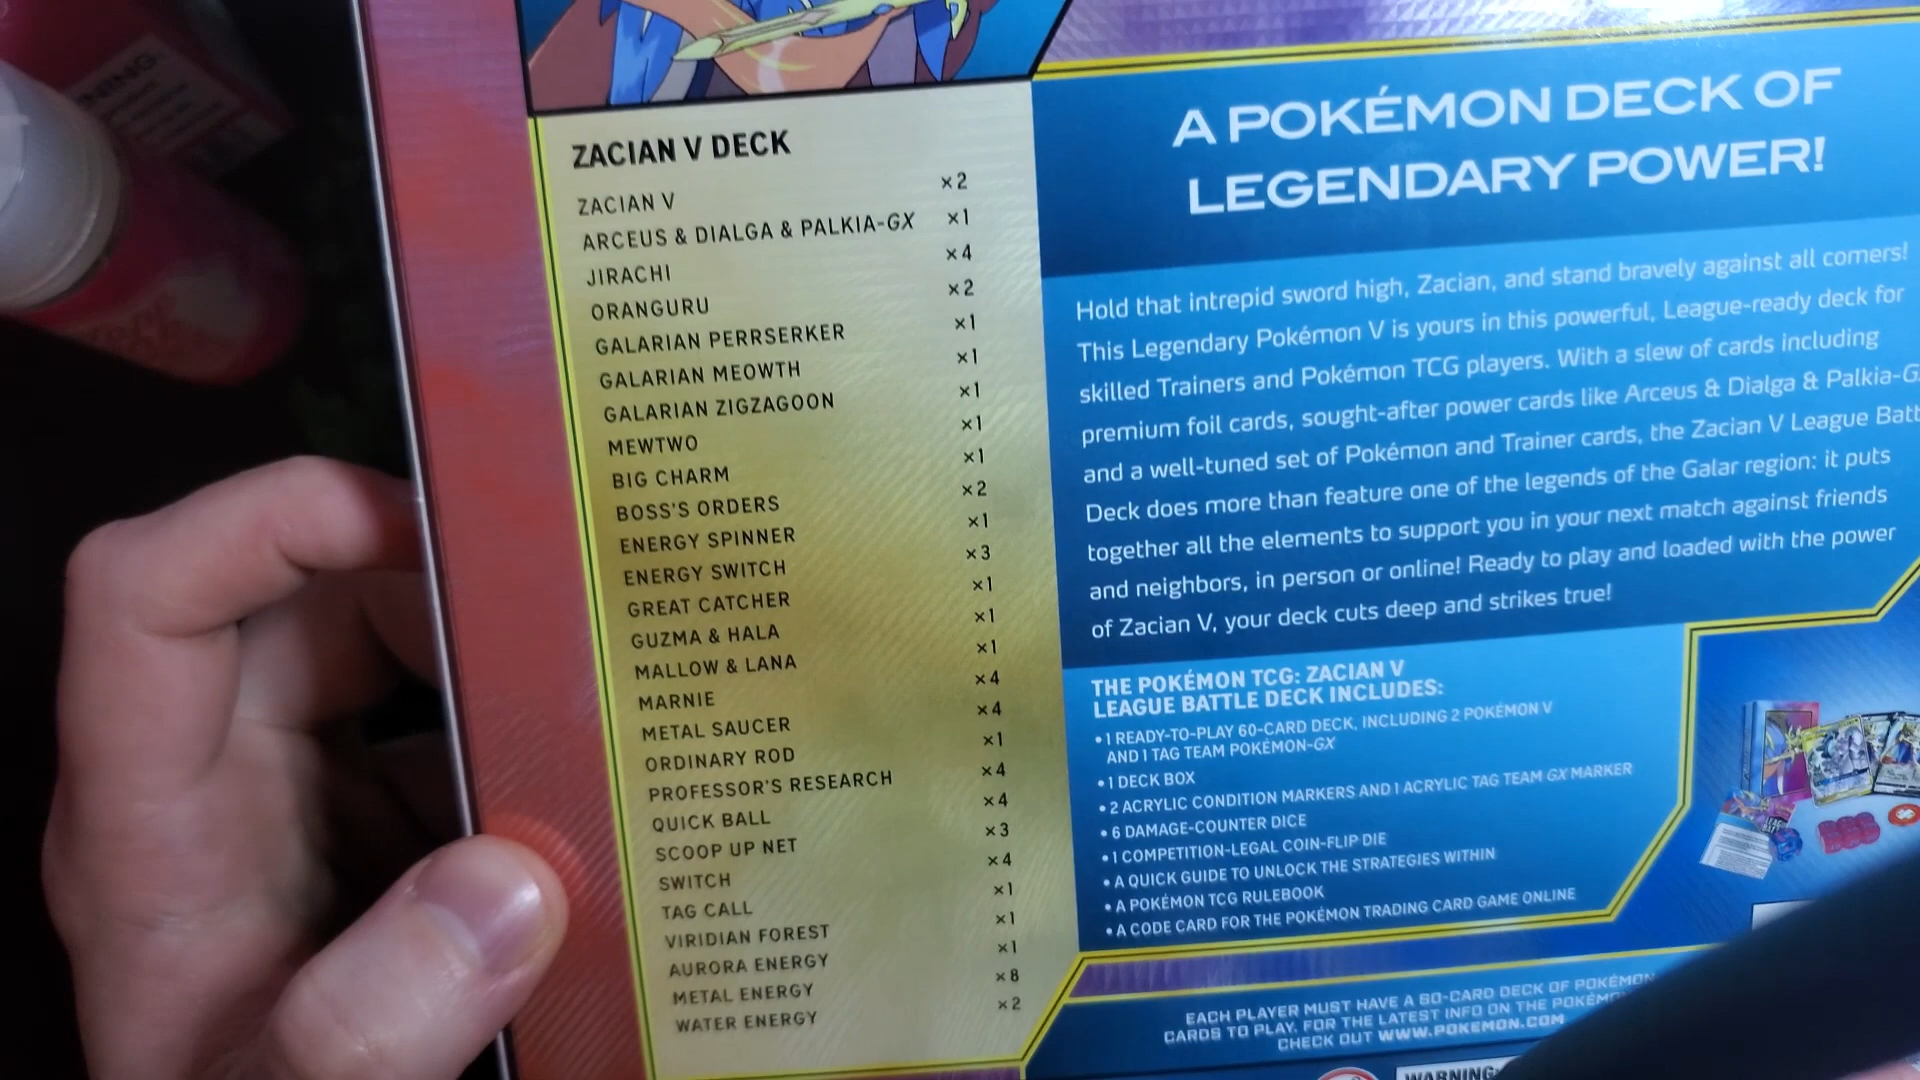 ZACIAN V DECK
ZACIAN V ×2
ARCEUS & DIALGA & PALKIA-GX ×1
JIRACHI ×4
ORANGURU ×2
GALARIAN PERRSERKER ×1
GALARIAN MEOWTH ×1
GALARIAN ZIGZAGOON ×1
MEWTWO ×1
BIG CHARM ×1
BOSS'S ORDERS ×2
ENERGY SPINNER ×1
ENERGY SWITCH ×3
GREAT CATCHER ×1
GUZMA & HALA ×1
MALLOW & LANA ×1
MARNIE ×4
METAL SAUCER ×4
ORDINARY ROD ×1
PROFESSOR'S RESEARCH ×4
QUICK BALL ×4
SCOOP UP NET ×3
SWITCH ×4
TAG CALL ×1
VIRIDIAN FOREST ×1
AURORA ENERGY ×1
METAL ENERGY ×8
WATER ENERGY ×2
A POKÉMON DECK OF
LEGENDARY POWER!
Hold that intrepid sword high, Zacian, and stand bravely against all comers!
This Legendary Pokémon V is yours in this powerful, League-ready deck for
skilled Trainers and Pokémon TCG players. With a slew of cards including
premium foil cards, sought-after power cards like Arceus & Dialga & Palkia-G
and a well-tuned set of Pokémon and Trainer cards, the Zacian V League Batt
Deck does more than feature one of the legends of the Galar region: it puts
together all the elements to support you in your next match against friends
and neighbors, in person or online! Ready to play and loaded with the power
of Zacian V, your deck cuts deep and strikes true!
THE POKÉMON TCG: ZACIAN V
LEAGUE BATTLE DECK INCLUDES:
• 1 READY-TO-PLAY 60-CARD DECK, INCLUDING 2 POKÉMON V
AND 1 TAG TEAM POKÉMON-GX
• 1 DECK BOX
• 2 ACRYLIC CONDITION MARKERS AND 1 ACRYLIC TAG TEAM GX MARKER
• 6 DAMAGE-COUNTER DICE
• 1 COMPETITION-LEGAL COIN-FLIP DIE
• A QUICK GUIDE TO UNLOCK THE STRATEGIES WITHIN
• A POKÉMON TCG RULEBOOK
• A CODE CARD FOR THE POKÉMON TRADING CARD GAME ONLINE
EACH PLAYER MUST HAVE A 60-CARD DECK OF POKÉMON
CARDS TO PLAY. FOR THE LATEST INFO ON THE POKÉM
CHECK OUT WWW.POKEMON.COM
WARNING: